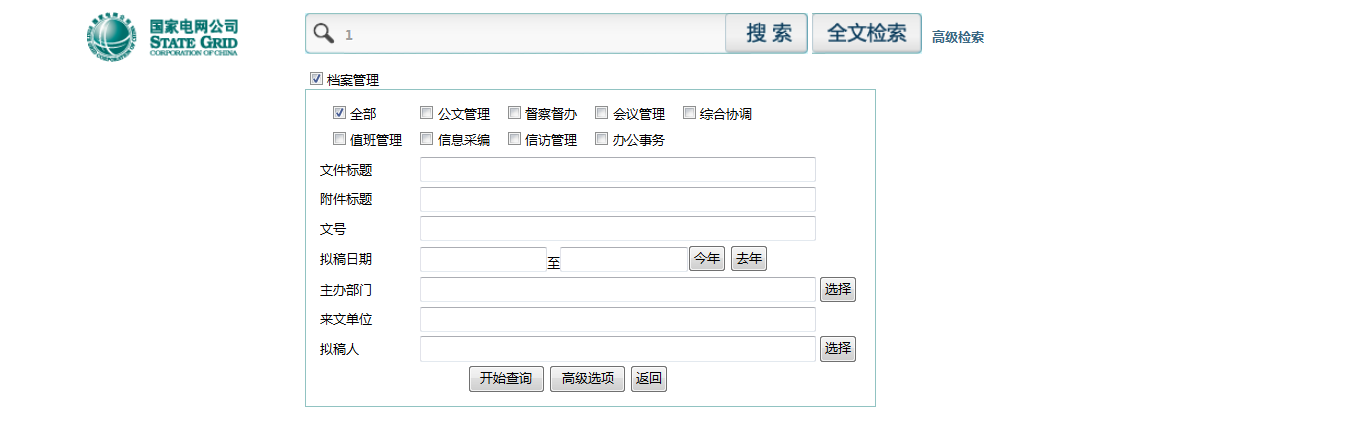 国家电网公司
STATE GRID
CORPORATION OF CHINA
1 搜 索 全文检索 高级检索
档案管理
全部 公文管理 督察督办 会议管理 综合协调
值班管理 信息采编 信访管理 办公事务
文件标题
附件标题
文号
拟稿日期 至 今年 去年
主办部门 选择
来文单位
拟稿人 选择
开始查询 高级选项 返回